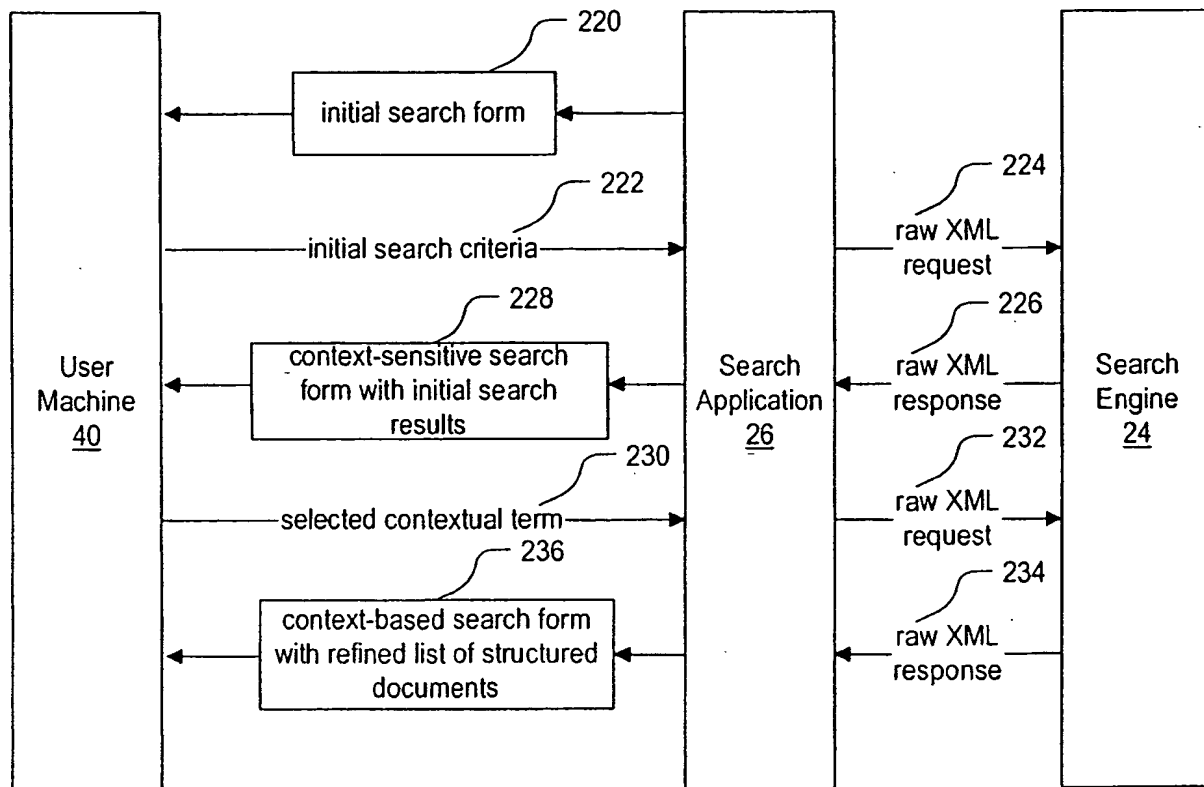 220
initial search form
222
initial search criteria
224
raw XML
request
228
context-sensitive search
form with initial search
results
226
raw XML
response
User
Machine
40
Search
Application
26
Search
Engine
24
230
selected contextual term
232
raw XML
request
236
context-based search form
with refined list of structured
documents
234
raw XML
response